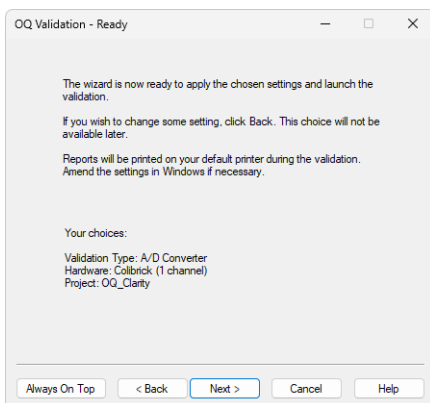 OQ Validation - Ready
The wizard is now ready to apply the chosen settings and launch the
validation.
If you wish to change some setting, click Back. This choice will not be
available later.
Reports will be printed on your default printer during the validation.
Amend the settings in Windows if necessary.
Your choices:
Validation Type: A/D Converter
Hardware: Colibrick (1 channel)
Project: OQ_Clarity
Always On Top < Back Next > Cancel Help